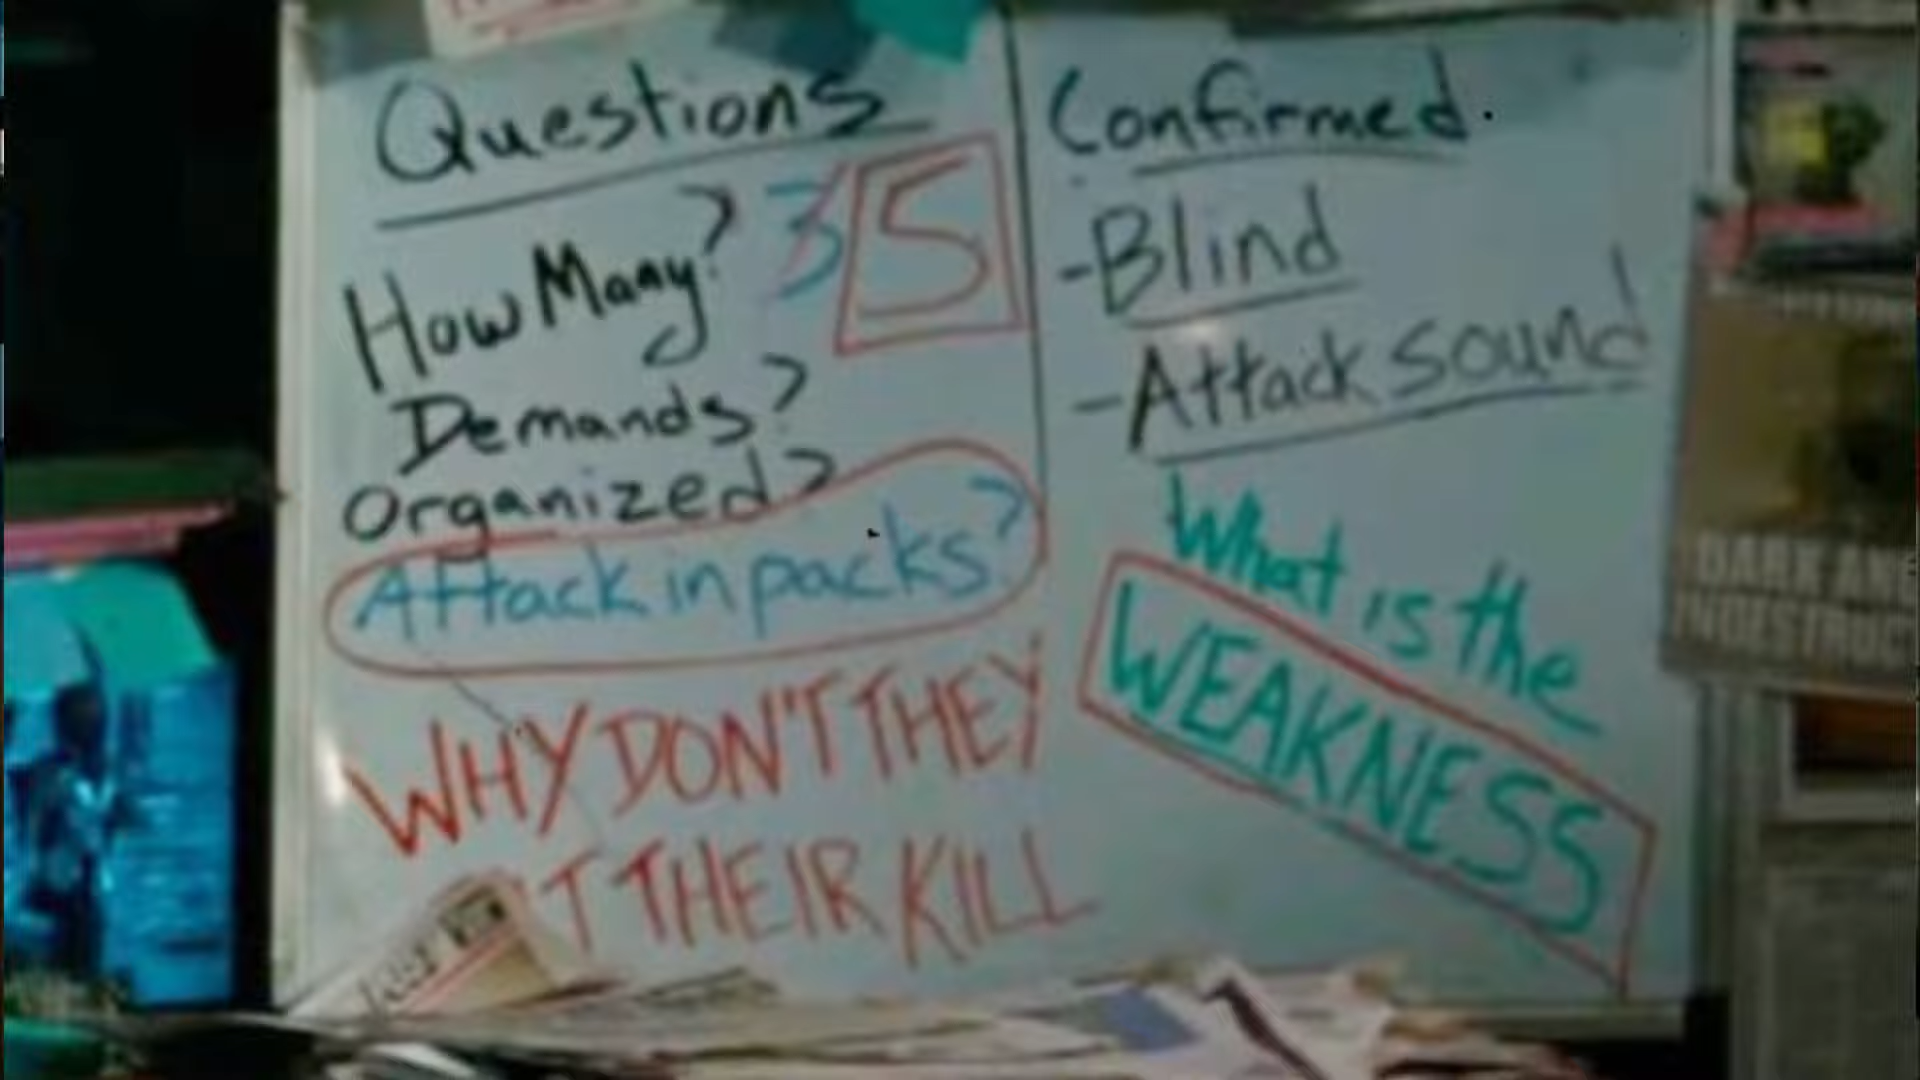 Questions
How Many? 3 5
Demands?
Organized?
Attack in packs?
WHY DON'T THEY
T THEIR KILL
Confirmed.
-Blind
-Attack sound
What is the
WEAKNESS
DARK